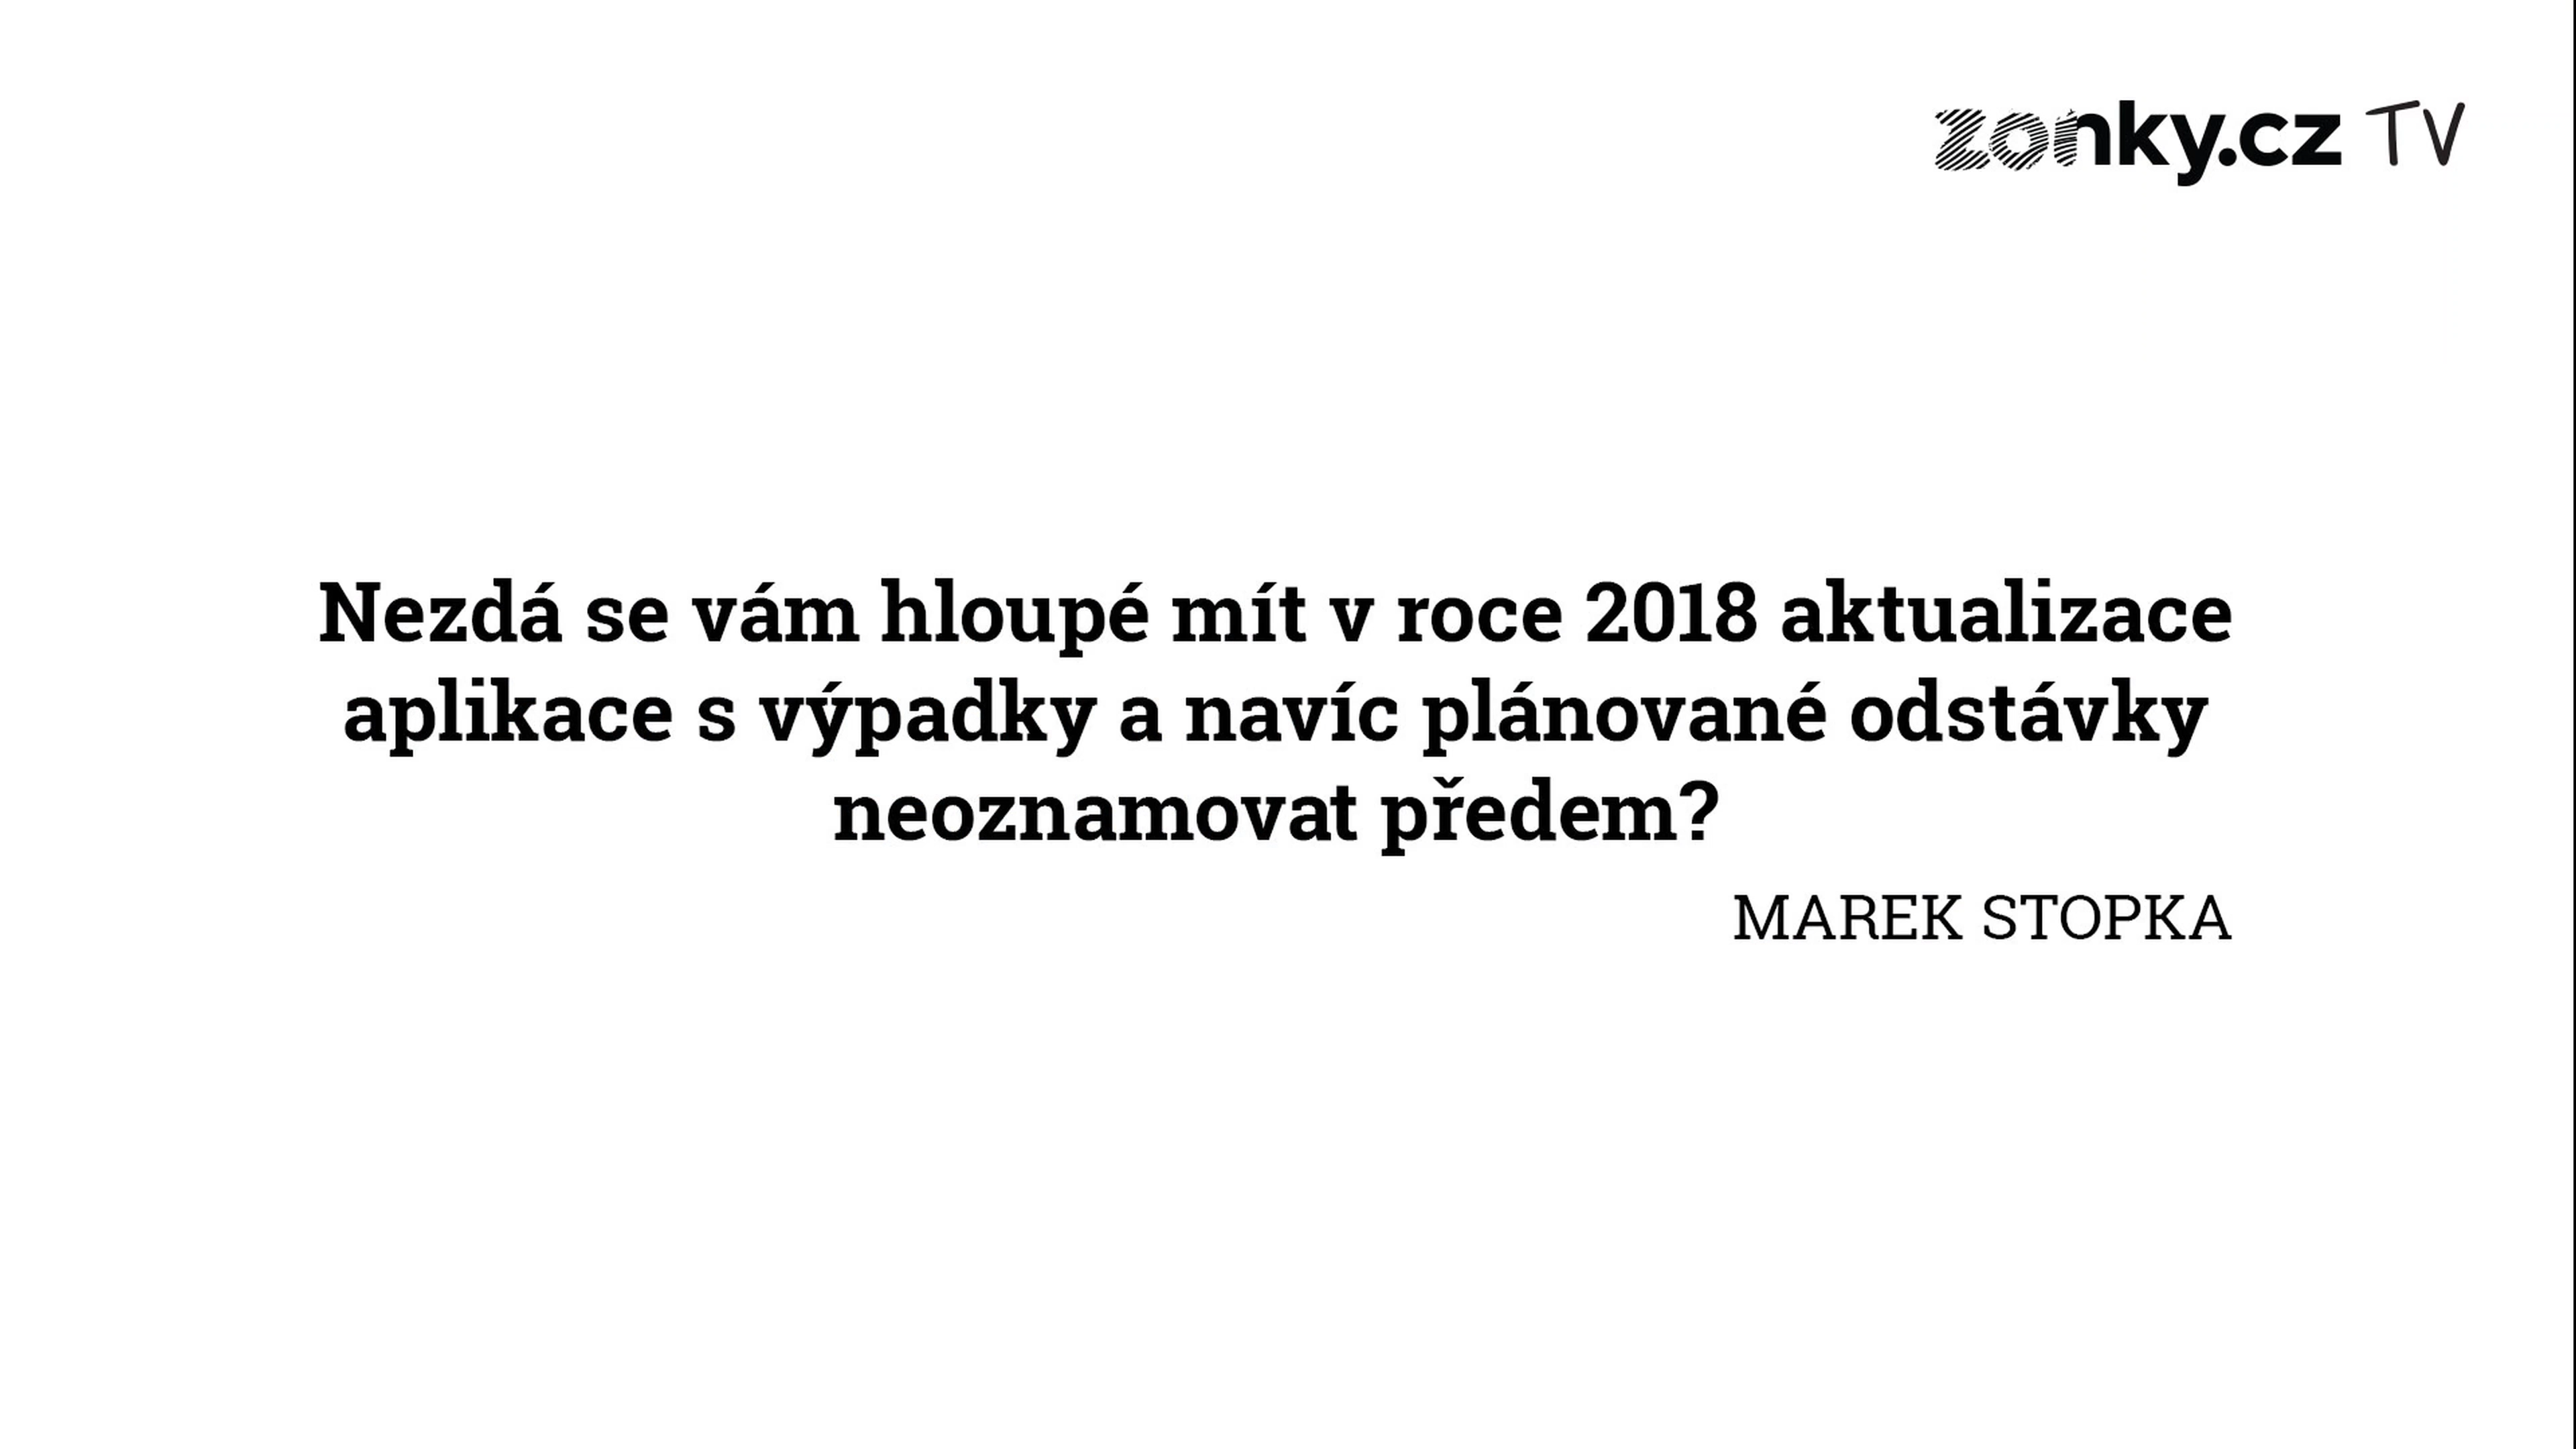 zonky.cz TV
Nezdá se vám hloupé mít v roce 2018 aktualizace
aplikace s výpadky a navíc plánované odstávky
neoznamovat předem?
MAREK STOPKA